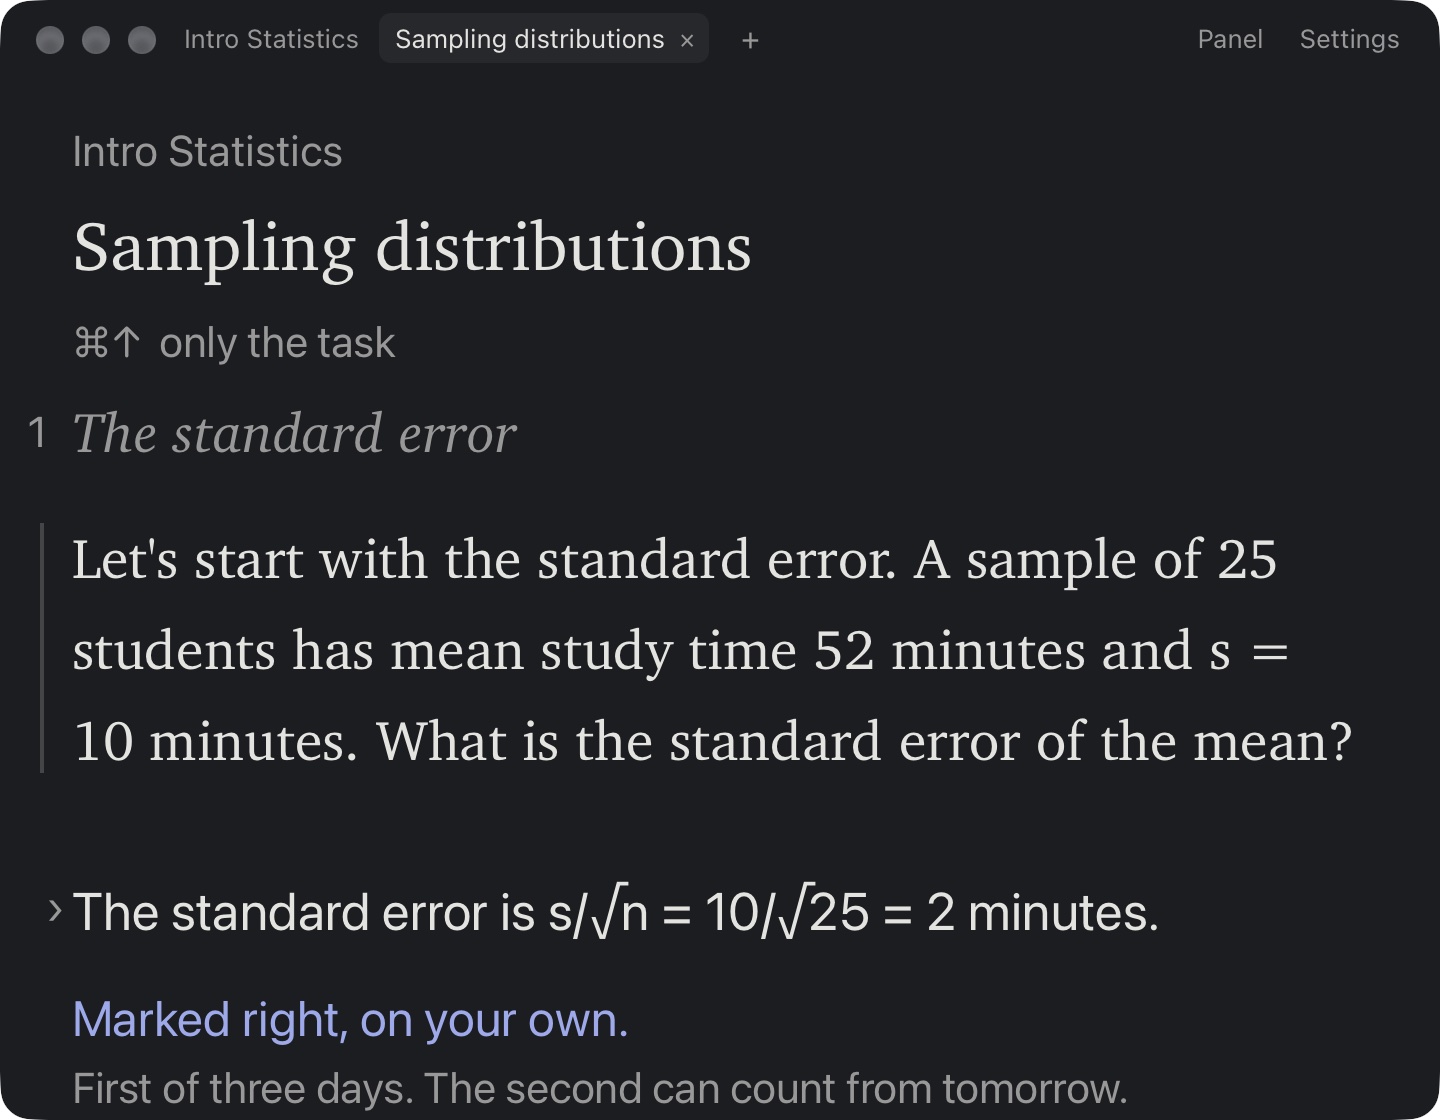 Intro Statistics
Sampling distributions ×
+
Panel
Settings
Intro Statistics
Sampling distributions
⌘↑ only the task
1 The standard error
Let's start with the standard error. A sample of 25
students has mean study time 52 minutes and s =
10 minutes. What is the standard error of the mean?
› The standard error is s/√n = 10/√25 = 2 minutes.
Marked right, on your own.
First of three days. The second can count from tomorrow.